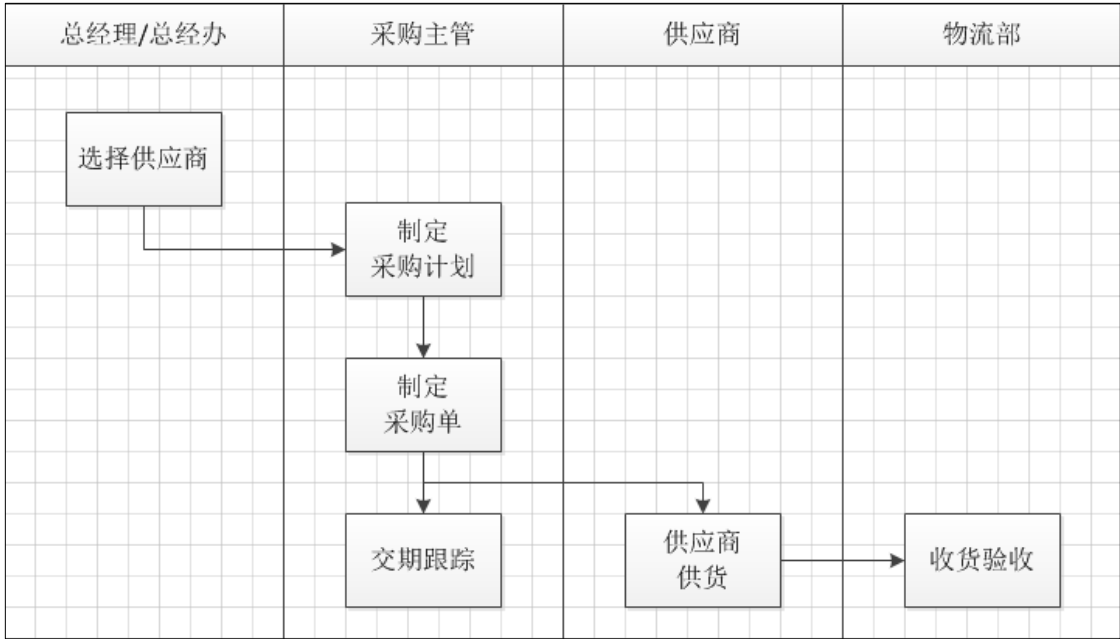 总经理/总经办
采购主管
供应商
物流部
选择供应商
制定
采购计划
制定
采购单
交期跟踪
供应商
供货
收货验收